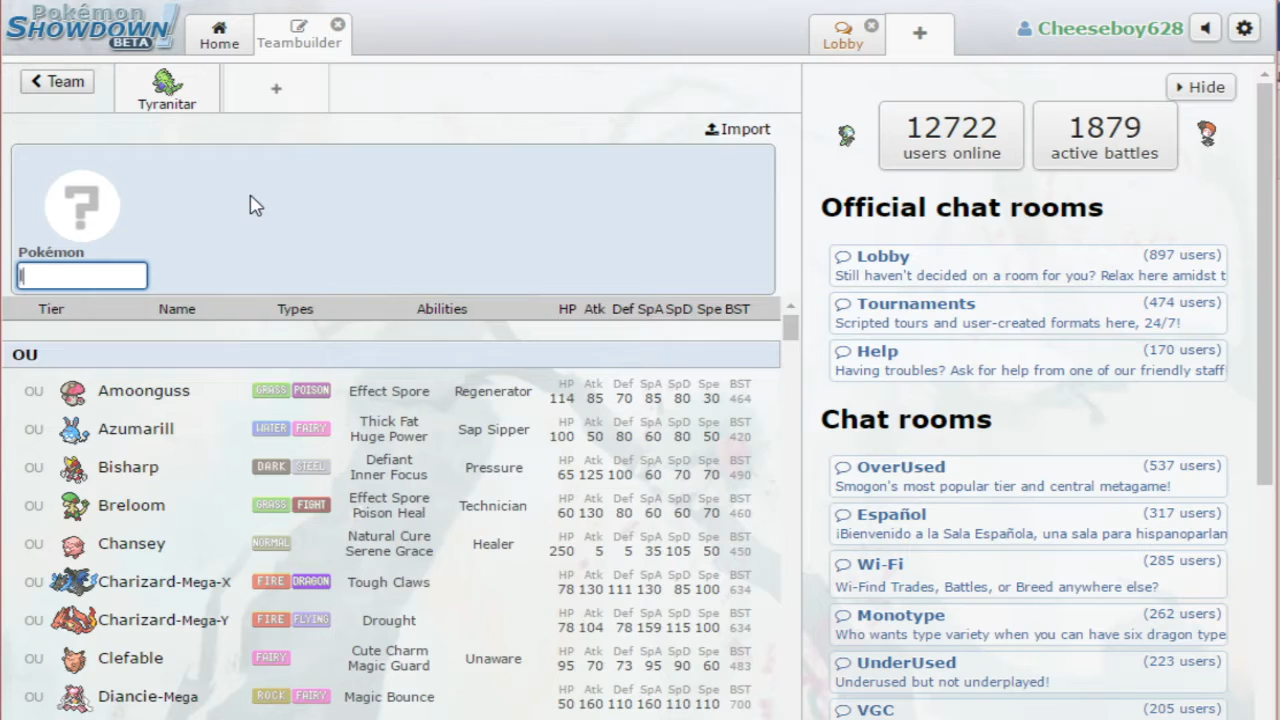 Pokémon
SHOWDOWN!
BETA
Home
Teambuilder
Lobby
+
Cheeseboy628
Team
Tyranitar
+
Import
?
Pokémon
Tier Name Types Abilities HP Atk Def SpA SpD Spe BST
OU
OU Amoonguss GRASS POISON Effect Spore Regenerator HP 114 Atk 85 Def 70 SpA 85 SpD 80 Spe 30 BST 464
OU Azumarill WATER FAIRY Thick Fat Huge Power Sap Sipper HP 100 Atk 50 Def 80 SpA 60 SpD 80 Spe 50 BST 420
OU Bisharp DARK STEEL Defiant Inner Focus Pressure HP 65 Atk 125 Def 100 SpA 60 SpD 70 Spe 70 BST 490
OU Breloom GRASS FIGHT Effect Spore Poison Heal Technician HP 60 Atk 130 Def 80 SpA 60 SpD 60 Spe 70 BST 460
OU Chansey NORMAL Natural Cure Serene Grace Healer HP 250 Atk 5 Def 5 SpA 35 SpD 105 Spe 50 BST 450
OU Charizard-Mega-X FIRE DRAGON Tough Claws HP 78 Atk 130 Def 111 SpA 130 SpD 85 Spe 100 BST 634
OU Charizard-Mega-Y FIRE FLYING Drought HP 78 Atk 104 Def 78 SpA 159 SpD 115 Spe 100 BST 634
OU Clefable FAIRY Cute Charm Magic Guard Unaware HP 95 Atk 70 Def 73 SpA 95 SpD 90 Spe 60 BST 483
OU Diancie-Mega ROCK FAIRY Magic Bounce HP 50 Atk 160 Def 110 SpA 160 SpD 110 Spe 110 BST 700
Hide
12722
users online
1879
active battles
Official chat rooms
Lobby (897 users)
Still haven't decided on a room for you? Relax here amidst t
Tournaments (474 users)
Scripted tours and user-created formats here, 24/7!
Help (170 users)
Having troubles? Ask for help from one of our friendly staff
Chat rooms
OverUsed (537 users)
Smogon's most popular tier and central metagame!
Español (317 users)
¡Bienvenido a la Sala Española, una sala para hispanoparlan
Wi-Fi (285 users)
Wi-Find Trades, Battles, or Breed anywhere else?
Monotype (262 users)
Who wants type variety when you can have six dragon type
UnderUsed (223 users)
Underused but not underplayed!
VGC (205 users)